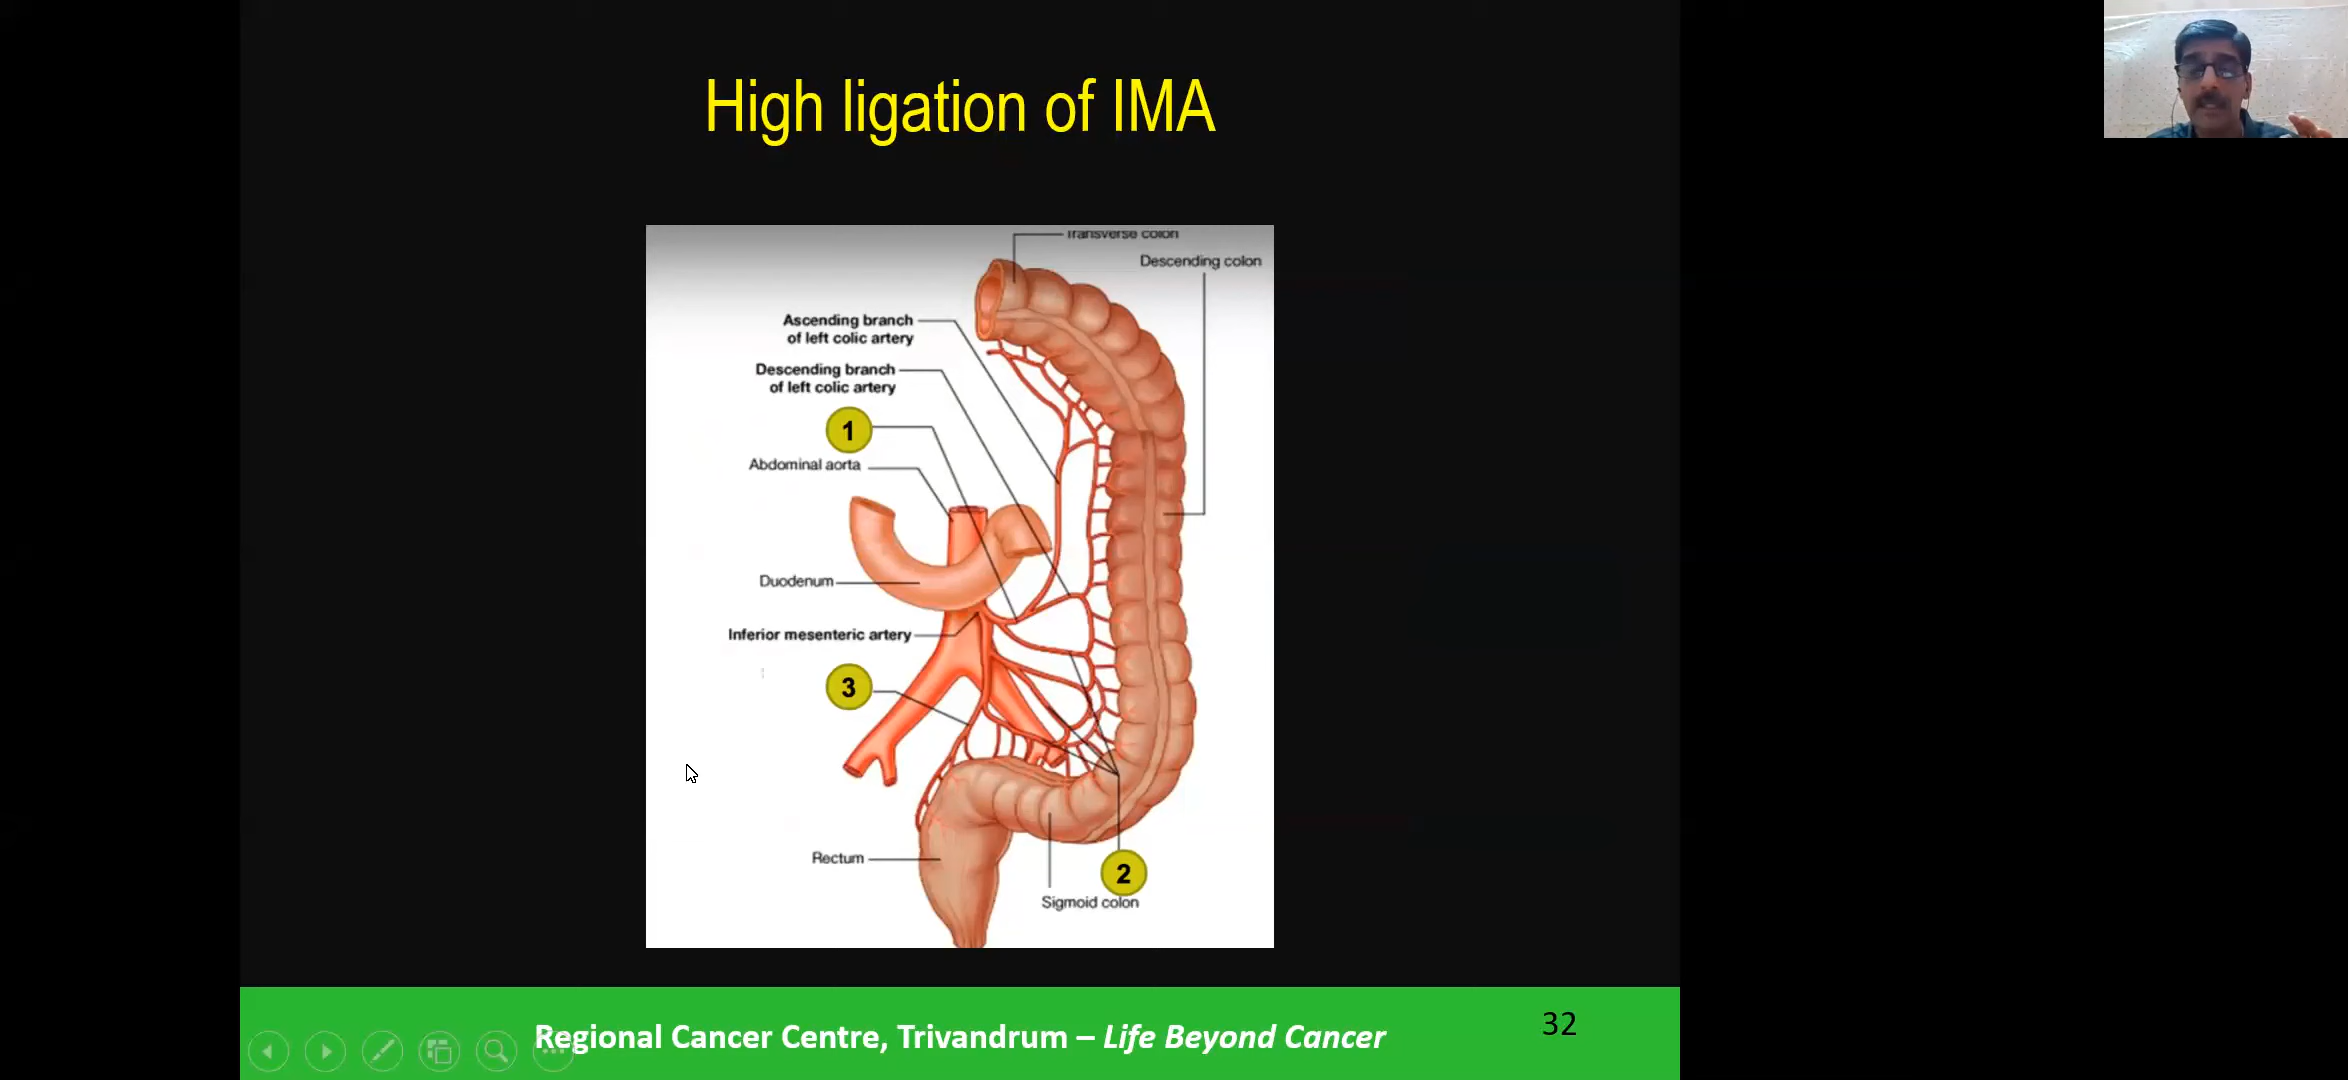 High ligation of IMA
Transverse colon
Descending colon
Ascending branch
of left colic artery
Descending branch
of left colic artery
1
Abdominal aorta
Duodenum
Inferior mesenteric artery
3
Rectum
2
Sigmoid colon
Regional Cancer Centre, Trivandrum – Life Beyond Cancer
32